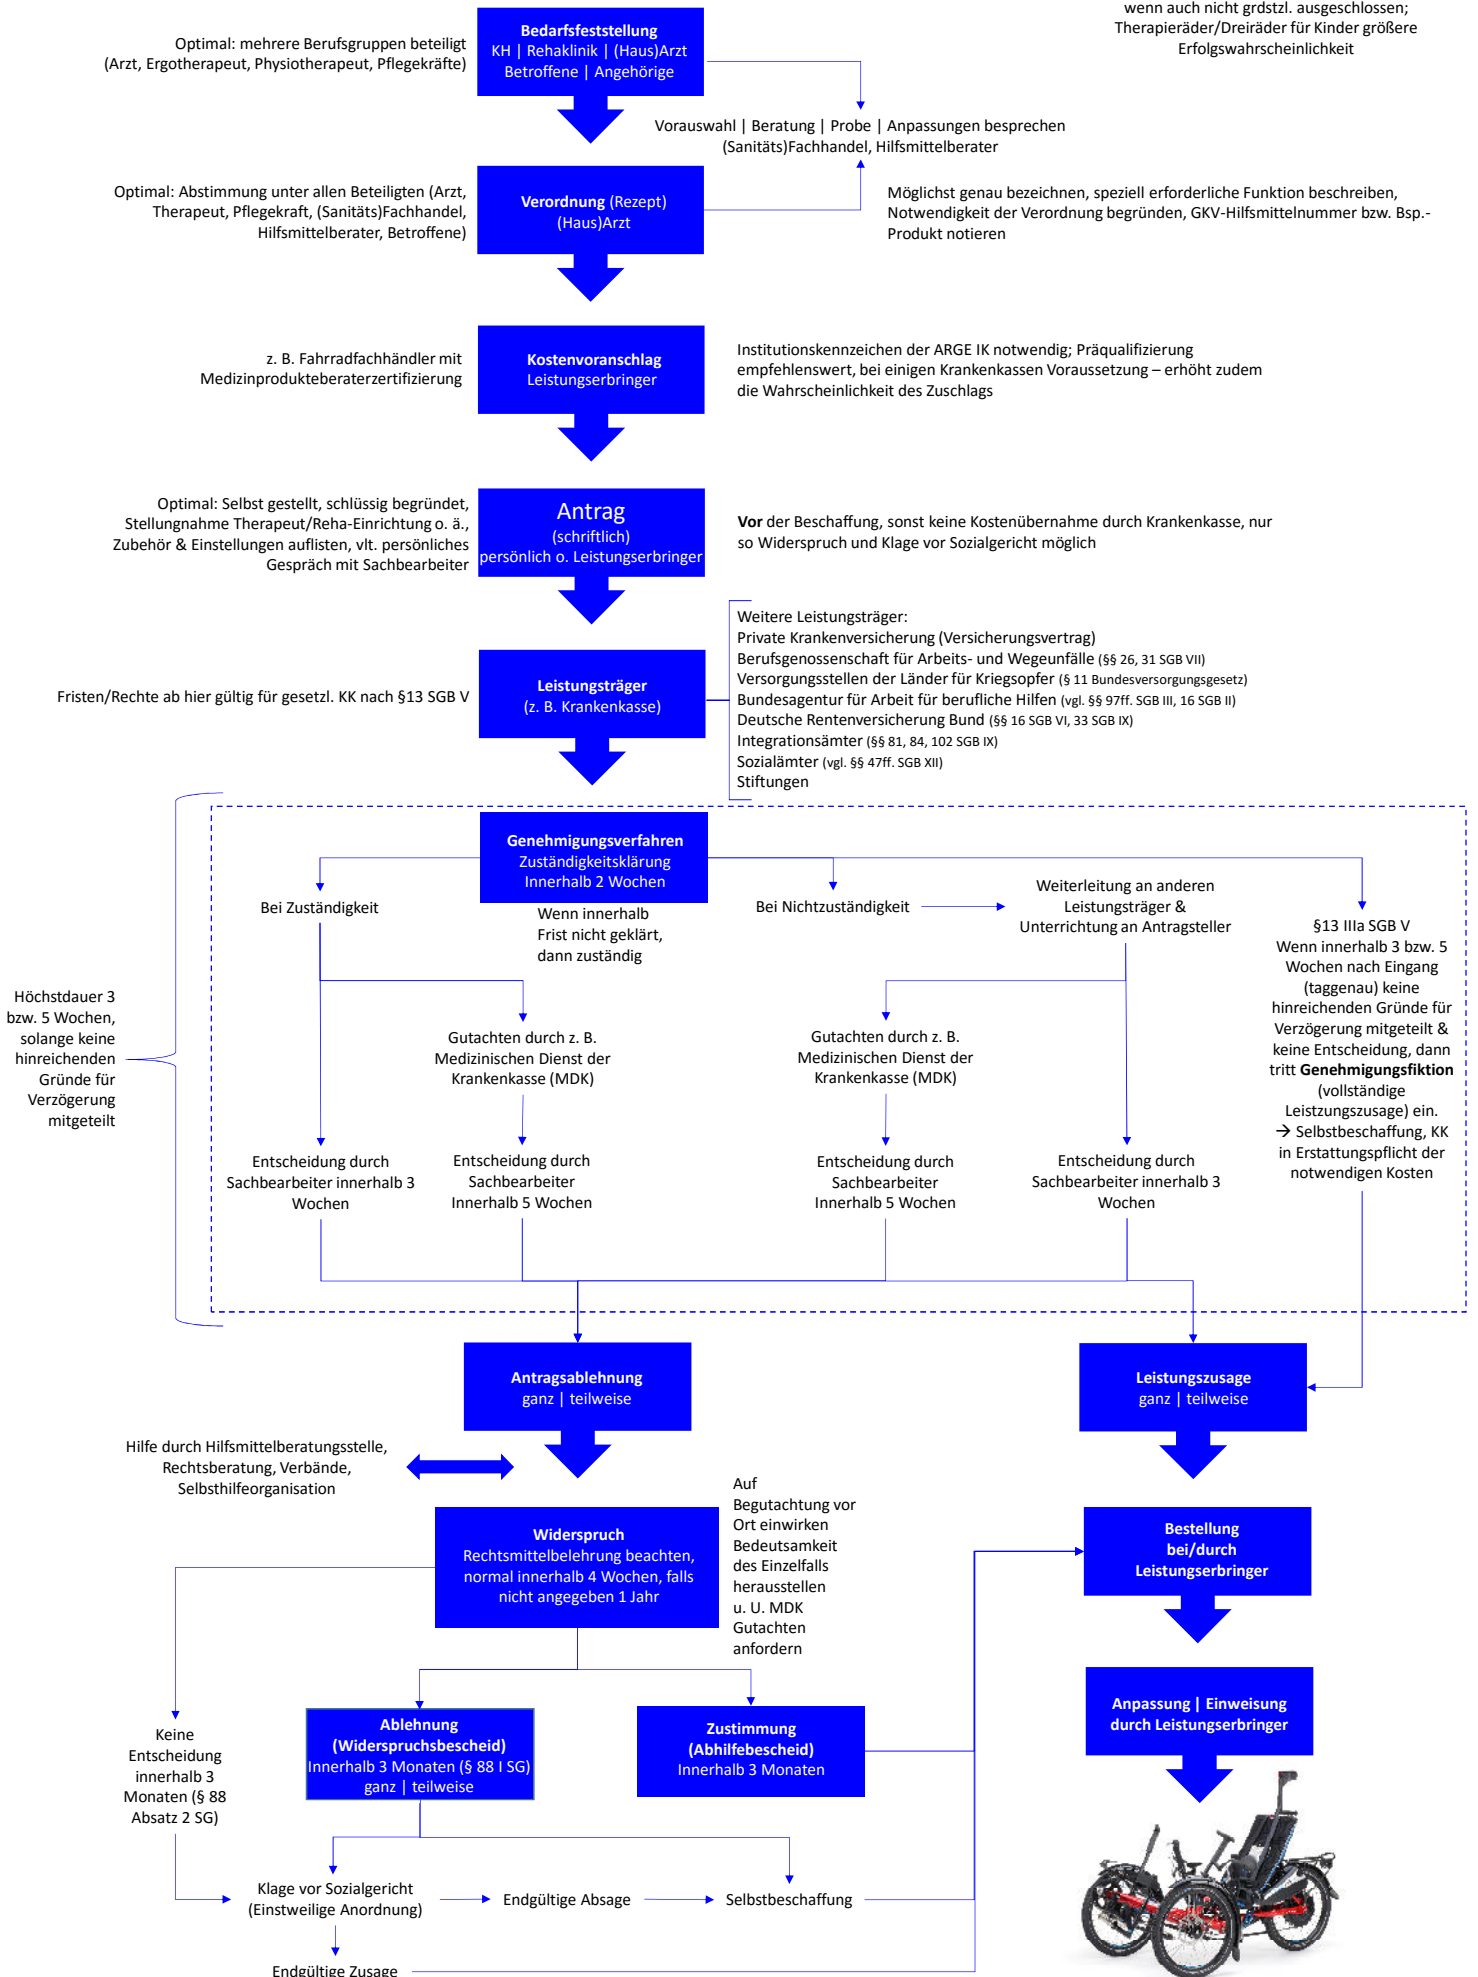 wenn auch nicht grdstzl. ausgeschlossen;
Therapieräder/Dreiräder für Kinder größere
Erfolgswahrscheinlichkeit
Bedarfsfeststellung
KH | Rehaklinik | (Haus)Arzt
Betroffene | Angehörige
Optimal: mehrere Berufsgruppen beteiligt
(Arzt, Ergotherapeut, Physiotherapeut, Pflegekräfte)
Vorauswahl | Beratung | Probe | Anpassungen besprechen
(Sanitäts)Fachhandel, Hilfsmittelberater
Optimal: Abstimmung unter allen Beteiligten (Arzt,
Therapeut, Pflegekraft, (Sanitäts)Fachhandel,
Hilfsmittelberater, Betroffene)
Verordnung (Rezept)
(Haus)Arzt
Möglichst genau bezeichnen, speziell erforderliche Funktion beschreiben,
Notwendigkeit der Verordnung begründen, GKV-Hilfsmittelnummer bzw. Bsp.-
Produkt notieren
z. B. Fahrradfachhändler mit
Medizinprodukteberaterzertifizierung
Kostenvoranschlag
Leistungserbringer
Institutionskennzeichen der ARGE IK notwendig; Präqualifizierung
empfehlenswert, bei einigen Krankenkassen Voraussetzung – erhöht zudem
die Wahrscheinlichkeit des Zuschlags
Optimal: Selbst gestellt, schlüssig begründet,
Stellungnahme Therapeut/Reha-Einrichtung o. ä.,
Zubehör & Einstellungen auflisten, vlt. persönliches
Gespräch mit Sachbearbeiter
Antrag
(schriftlich)
persönlich o. Leistungserbringer
Vor der Beschaffung, sonst keine Kostenübernahme durch Krankenkasse, nur
so Widerspruch und Klage vor Sozialgericht möglich
Fristen/Rechte ab hier gültig für gesetzl. KK nach §13 SGB V
Leistungsträger
(z. B. Krankenkasse)
Weitere Leistungsträger:
Private Krankenversicherung (Versicherungsvertrag)
Berufsgenossenschaft für Arbeits- und Wegeunfälle (§§ 26, 31 SGB VII)
Versorgungsstellen der Länder für Kriegsopfer (§ 11 Bundesversorgungsgesetz)
Bundesagentur für Arbeit für berufliche Hilfen (vgl. §§ 97ff. SGB III, 16 SGB II)
Deutsche Rentenversicherung Bund (§§ 16 SGB VI, 33 SGB IX)
Integrationsämter (§§ 81, 84, 102 SGB IX)
Sozialämter (vgl. §§ 47ff. SGB XII)
Stiftungen
Genehmigungsverfahren
Zuständigkeitsklärung
Innerhalb 2 Wochen
Wenn innerhalb
Frist nicht geklärt,
dann zuständig
Bei Zuständigkeit
Bei Nichtzuständigkeit
Weiterleitung an anderen
Leistungsträger &
Unterrichtung an Antragsteller
Höchstdauer 3
bzw. 5 Wochen,
solange keine
hinreichenden
Gründe für
Verzögerung
mitgeteilt
Gutachten durch z. B.
Medizinischen Dienst der
Krankenkasse (MDK)
Gutachten durch z. B.
Medizinischen Dienst der
Krankenkasse (MDK)
§13 IIIa SGB V
Wenn innerhalb 3 bzw. 5
Wochen nach Eingang
(taggenau) keine
hinreichenden Gründe für
Verzögerung mitgeteilt &
keine Entscheidung, dann
tritt Genehmigungsfiktion
(vollständige
Leistzungszusage) ein.
→ Selbstbeschaffung, KK
in Erstattungspflicht der
notwendigen Kosten
Entscheidung durch
Sachbearbeiter innerhalb 3
Wochen
Entscheidung durch
Sachbearbeiter
Innerhalb 5 Wochen
Entscheidung durch
Sachbearbeiter
Innerhalb 5 Wochen
Entscheidung durch
Sachbearbeiter innerhalb 3
Wochen
Antragsablehnung
ganz | teilweise
Leistungszusage
ganz | teilweise
Hilfe durch Hilfsmittelberatungsstelle,
Rechtsberatung, Verbände,
Selbsthilfeorganisation
Widerspruch
Rechtsmittelbelehrung beachten,
normal innerhalb 4 Wochen, falls
nicht angegeben 1 Jahr
Auf
Begutachtung vor
Ort einwirken
Bedeutsamkeit
des Einzelfalls
herausstellen
u. U. MDK
Gutachten
anfordern
Bestellung
bei/durch
Leistungserbringer
Keine
Entscheidung
innerhalb 3
Monaten (§ 88
Absatz 2 SG)
Ablehnung
(Widerspruchsbescheid)
Innerhalb 3 Monaten (§ 88 I SG)
ganz | teilweise
Zustimmung
(Abhilfebescheid)
Innerhalb 3 Monaten
Anpassung | Einweisung
durch Leistungserbringer
Klage vor Sozialgericht
(Einstweilige Anordnung)
Endgültige Absage
Selbstbeschaffung
Endgültige Zusage